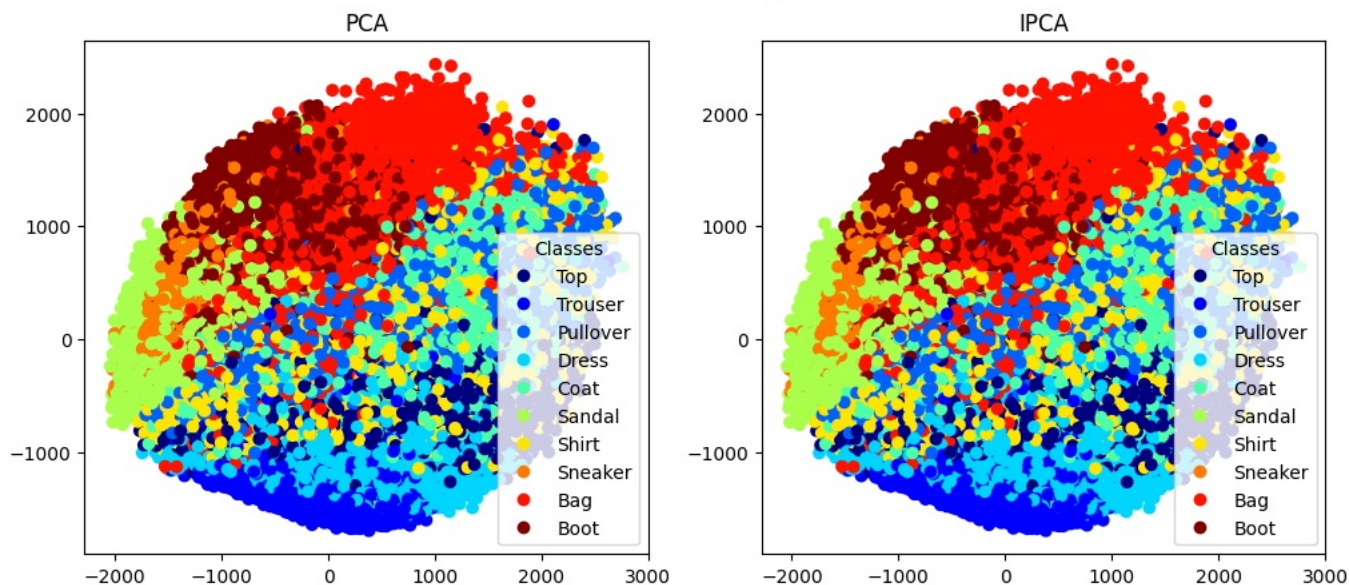 PCA
2000
1000
0
−1000
−2000
−1000
0
1000
2000
3000
Classes
Top
Trouser
Pullover
Dress
Coat
Sandal
Shirt
Sneaker
Bag
Boot
IPCA
2000
1000
0
−1000
−2000
−1000
0
1000
2000
3000
Classes
Top
Trouser
Pullover
Dress
Coat
Sandal
Shirt
Sneaker
Bag
Boot